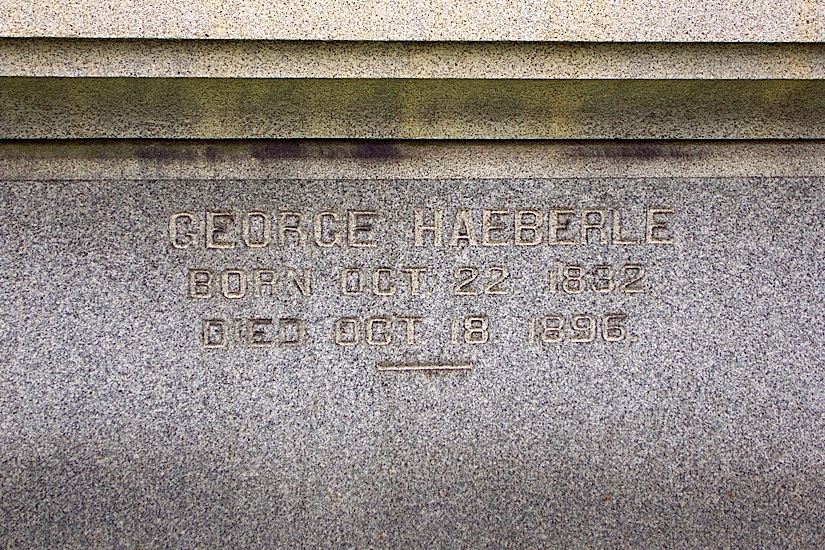 GEORGE HAEBERLE
BORN OCT. 22 1832
DIED OCT. 18. 1896.